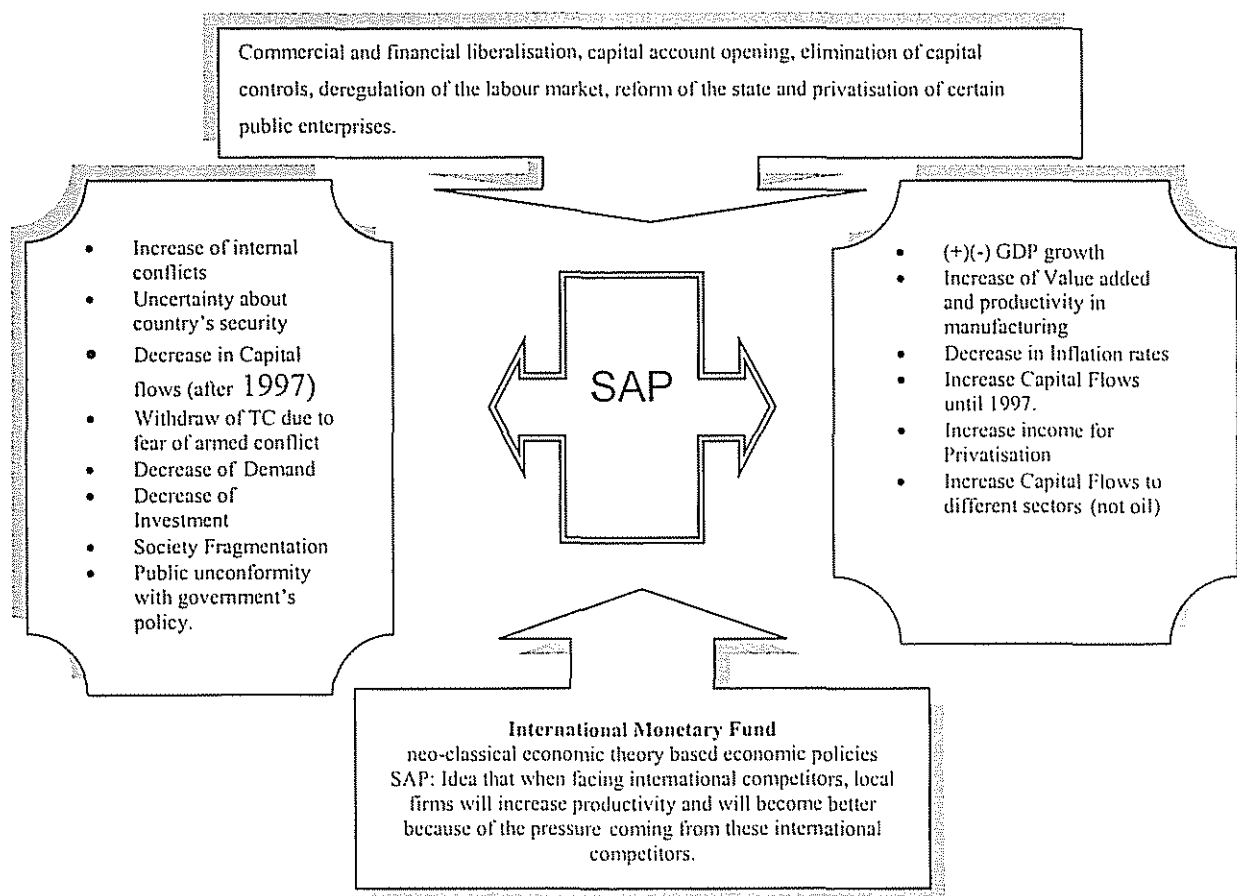 Commercial and financial liberalisation, capital account opening, elimination of capital
controls, deregulation of the labour market, reform of the state and privatisation of certain
public enterprises.
• Increase of internal
conflicts
• Uncertainty about
country's security
• Decrease in Capital
flows (after 1997)
• Withdraw of TC due to
fear of armed conflict
• Decrease of Demand
• Decrease of
Investment
• Society Fragmentation
• Public unconformity
with government's
policy.
SAP
• (+)(-) GDP growth
• Increase of Value added
and productivity in
manufacturing
• Decrease in Inflation rates
• Increase Capital Flows
until 1997.
• Increase income for
Privatisation
• Increase Capital Flows to
different sectors (not oil)
International Monetary Fund
neo-classical economic theory based economic policies
SAP: Idea that when facing international competitors, local
firms will increase productivity and will become better
because of the pressure coming from these international
competitors.